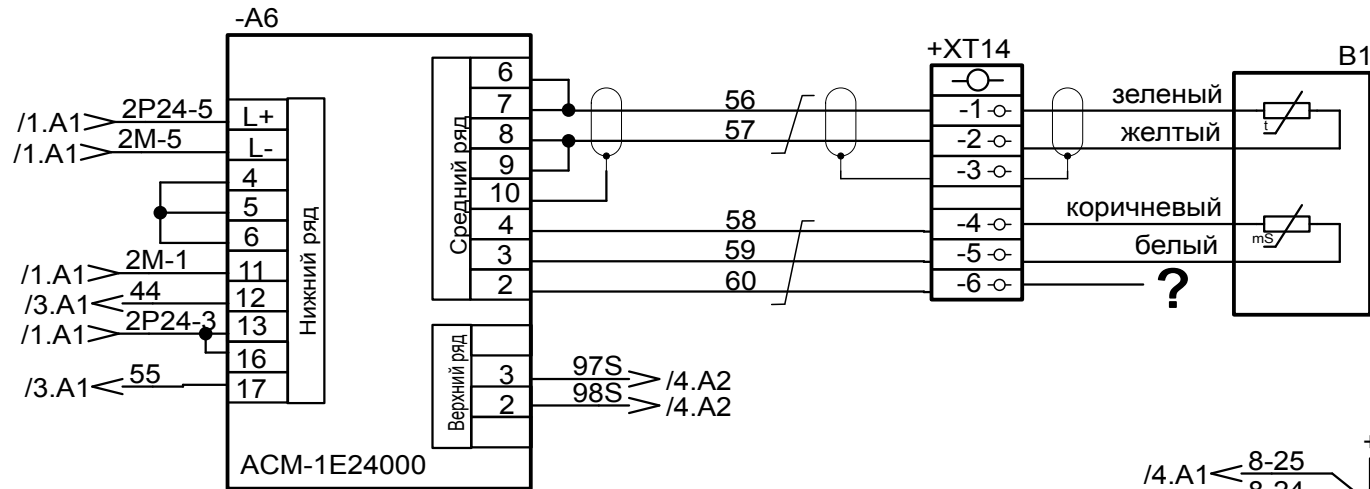 -A6
+XT14
B1
6
7
8
9
10
4
3
2
Средний ряд
2P24-5
/1.A1
L+
2M-5
/1.A1
L-
4
5
6
2M-1
/1.A1
11
44
/3.A1
12
2P24-3
/1.A1
13
16
55
/3.A1
17
Нижний ряд
56
57
58
59
60
-1
-2
-3
-4
-5
-6
зеленый
желтый
коричневый
белый
?
t
mS
Верхний ряд
3
2
97S
/4.A2
98S
/4.A2
ACM-1E24000
/4.A1
8-25
8-24